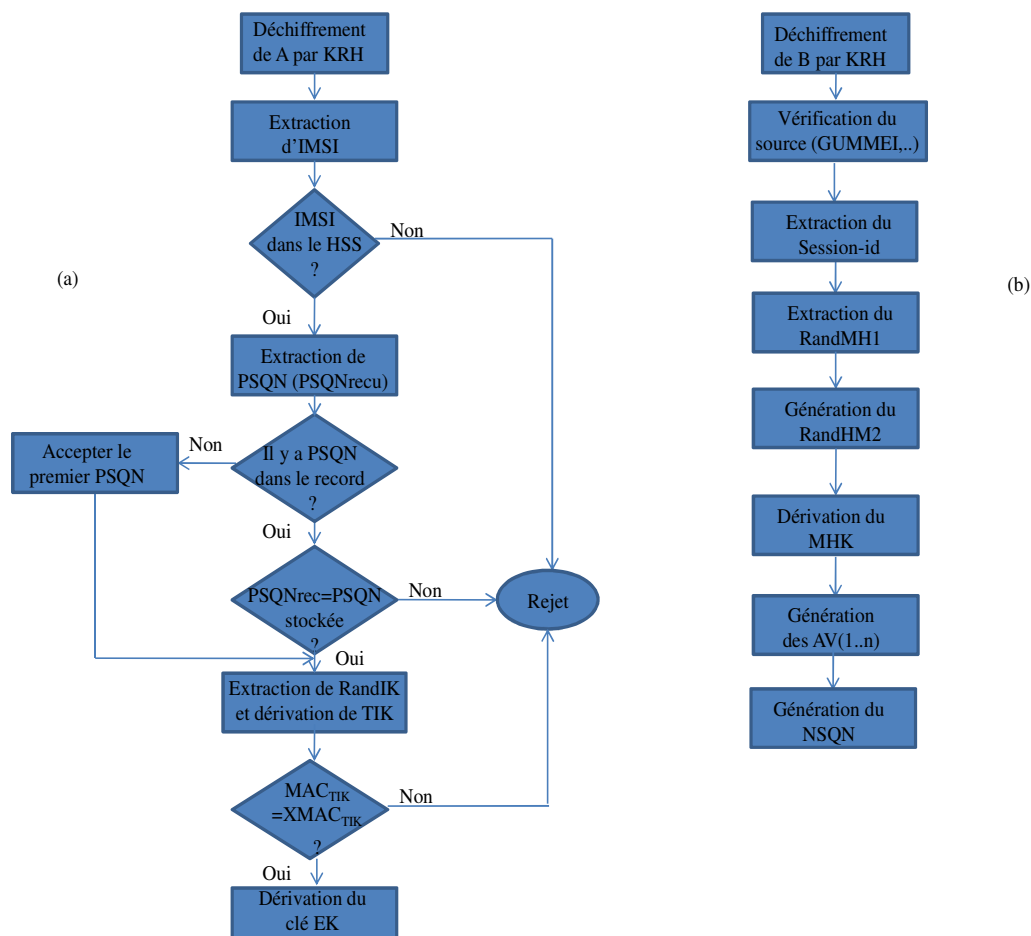 Déchiffrement
de A par KRH
Extraction
d'IMSI
IMSI
dans le HSS
?
Non
(a)
Oui
Extraction de
PSQN (PSQNrecu)
Il y a PSQN
dans le record
?
Non
Accepter le
premier PSQN
Oui
PSQNrec=PSQN
stockée
?
Non
Rejet
Oui
Extraction de RandIK
et dérivation de TIK
MACTIK
=XMACTIK
?
Non
Oui
Dérivation du
clé EK
Déchiffrement
de B par KRH
Vérification du
source (GUMMEI,..)
Extraction du
Session-id
(b)
Extraction du
RandMH1
Génération du
RandHM2
Dérivation du
MHK
Génération
des AV(1..n)
Génération du
NSQN